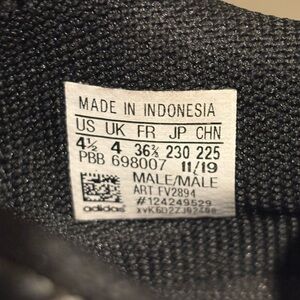 MADE IN INDONESIA
US UK FR JP CHN
4½ 4 36⅔ 230 225
PBB 698007 11/19
MALE/MALE
ART FV2894
#124249529
adidas